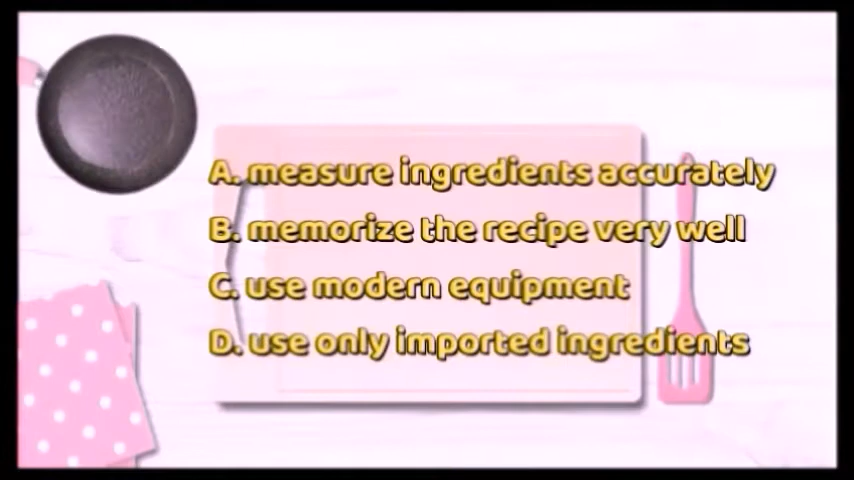 A. measure ingredients accurately
B. memorize the recipe very well
C. use modern equipment
D. use only imported ingredients